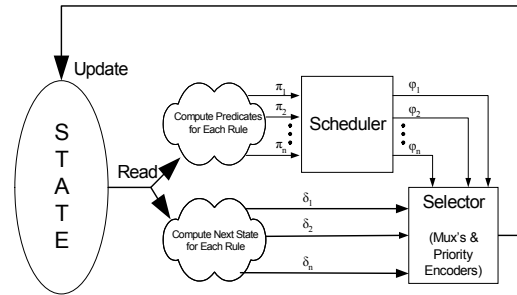 Update
STATE
Read
Compute Predicates
for Each Rule
π1
π2
πn
Scheduler
φ1
φ2
φn
Compute Next State
for Each Rule
δ1
δ2
δn
Selector
(Mux's &
Priority
Encoders)